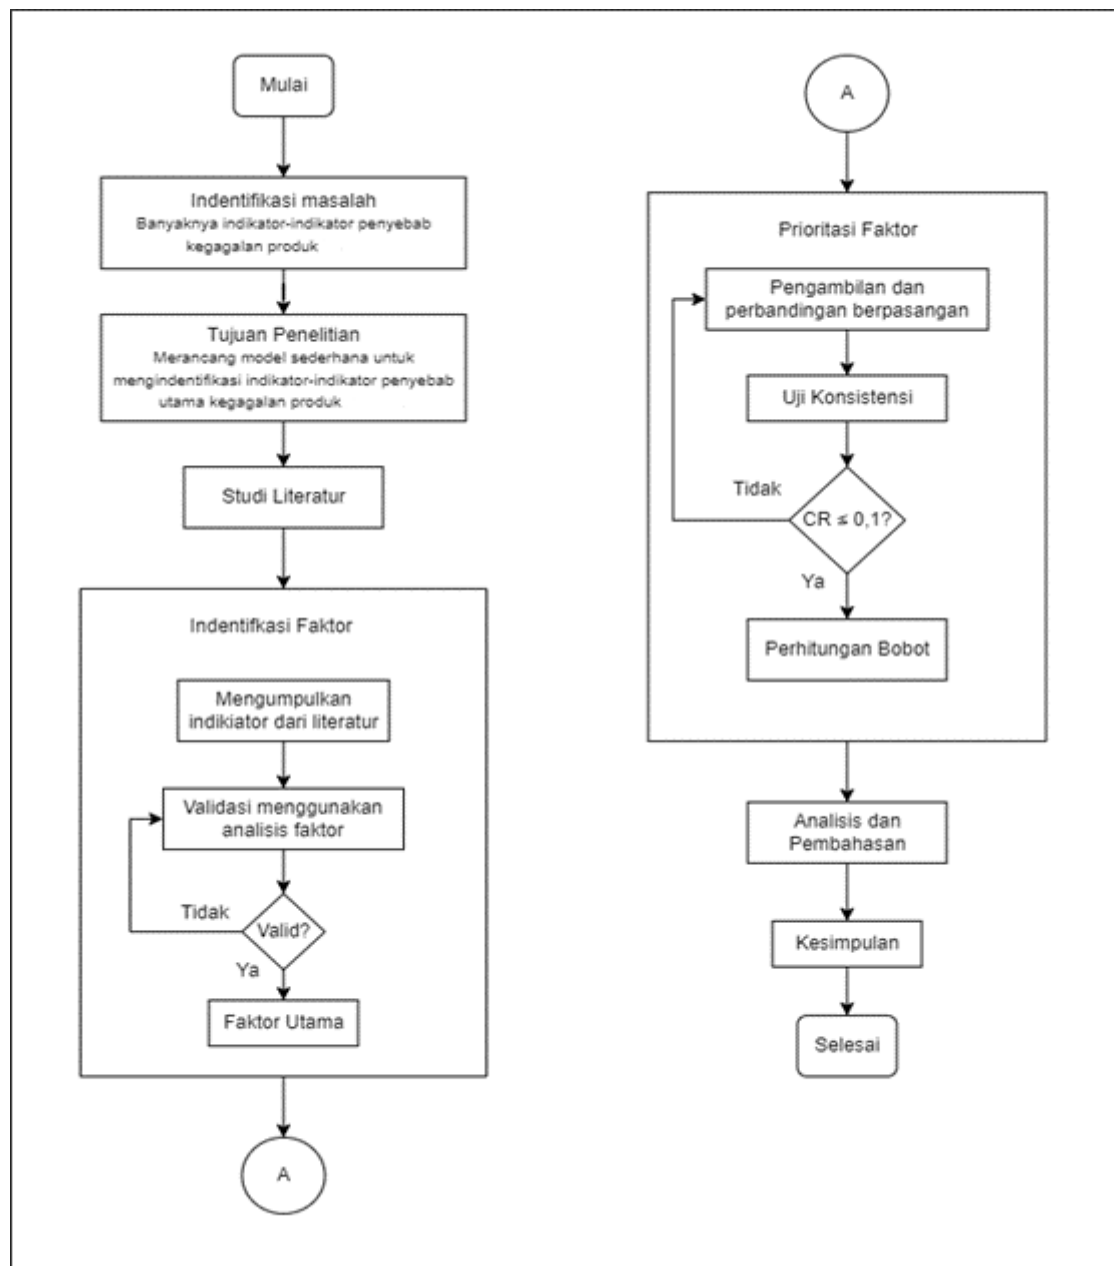 Mulai
Indentifikasi masalah
Banyaknya indikator-indikator penyebab
kegagalan produk
Tujuan Penelitian
Merancang model sederhana untuk
mengindentifikasi indikator-indikator penyebab
utama kegagalan produk
Studi Literatur
Indentifkasi Faktor
Mengumpulkan
indikiator dari literatur
Validasi menggunakan
analisis faktor
Tidak
Valid?
Ya
Faktor Utama
A
A
Prioritasi Faktor
Pengambilan dan
perbandingan berpasangan
Uji Konsistensi
Tidak
CR ≤ 0,1?
Ya
Perhitungan Bobot
Analisis dan
Pembahasan
Kesimpulan
Selesai